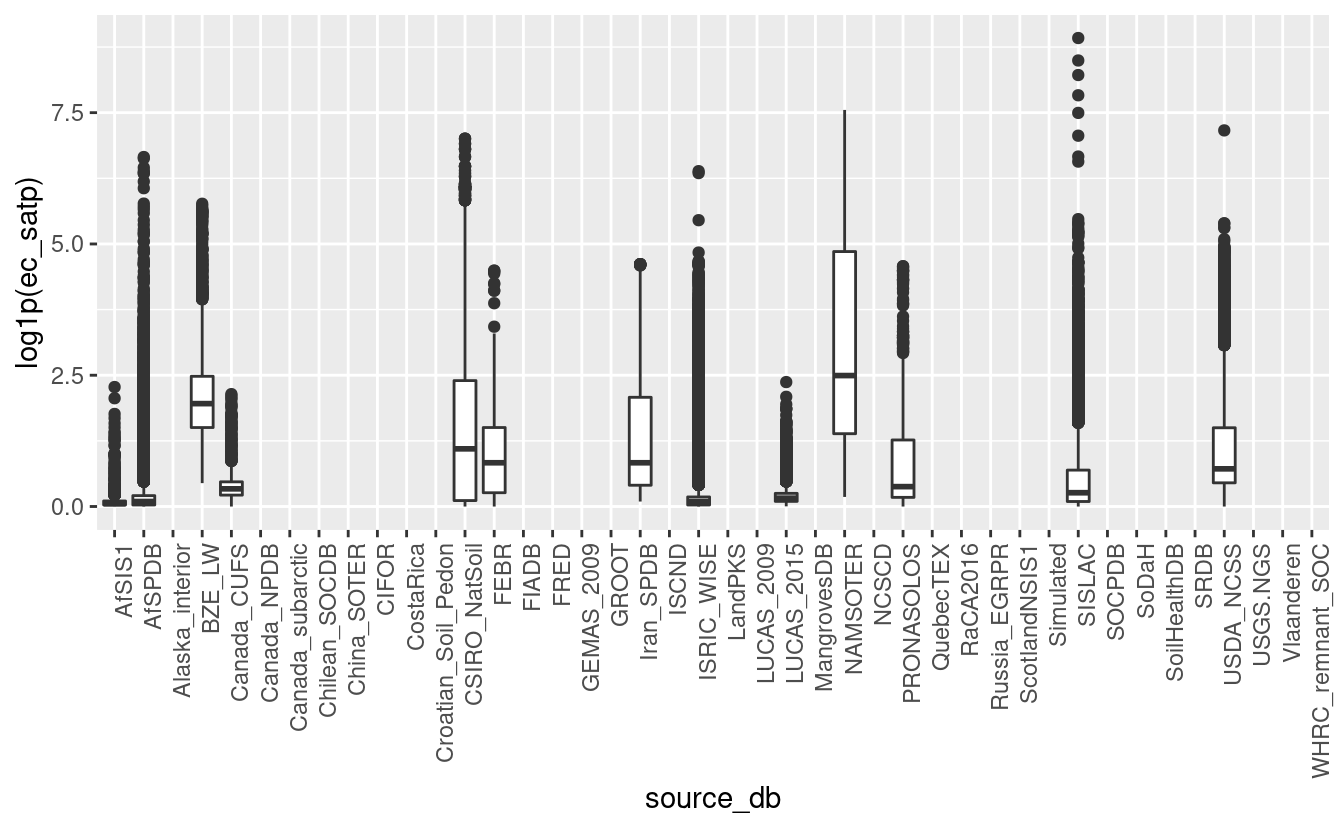 7.5
5.0
2.5
0.0
log1p(ec_satp)
AfSIS1
AfSPDB
Alaska_interior
BZE_LW
Canada_CUFS
Canada_NPDB
Canada_subarctic
Chilean_SOCDB
China_SOTER
CIFOR
CostaRica
Croatian_Soil_Pedon
CSIRO_NatSoil
FEBR
FIADB
FRED
GEMAS_2009
GROOT
Iran_SPDB
ISCND
ISRIC_WISE
LandPKS
LUCAS_2009
LUCAS_2015
MangrovesDB
NAMSOTER
NCSCD
PRONASOLOS
QuebecTEX
RaCA2016
Russia_EGRPR
ScotlandNSIS1
Simulated
SISLAC
SOCPDB
SoDaH
SoilHealthDB
SRDB
USDA_NCSS
USGS.NGS
Vlaanderen
WHRC_remnant_SOC
source_db